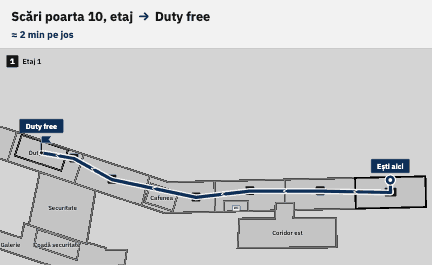 Scări poarta 10, etaj → Duty free
≈ 2 min pe jos
1 Etaj 1
Duty free
Ești aici
Dut
Cafenea
Securitate
Coridor est
Galerie
Coadă securitate